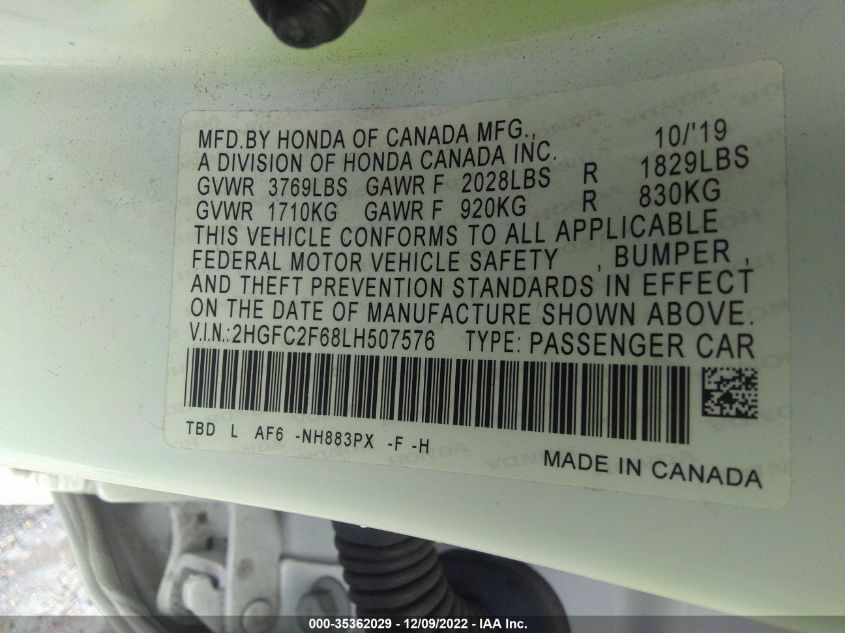 MFD.BY HONDA OF CANADA MFG., 10/'19
A DIVISION OF HONDA CANADA INC.
GVWR 3769LBS GAWR F 2028LBS R 1829LBS
GVWR 1710KG GAWR F 920KG R 830KG
THIS VEHICLE CONFORMS TO ALL APPLICABLE
FEDERAL MOTOR VEHICLE SAFETY , BUMPER ,
AND THEFT PREVENTION STANDARDS IN EFFECT
ON THE DATE OF MANUFACTURE SHOWN ABOVE.
V.I.N.:2HGFC2F68LH507576 TYPE: PASSENGER CAR
TBD L AF6 -NH883PX -F -H
MADE IN CANADA
000-35362029 - 12/09/2022 - IAA Inc.